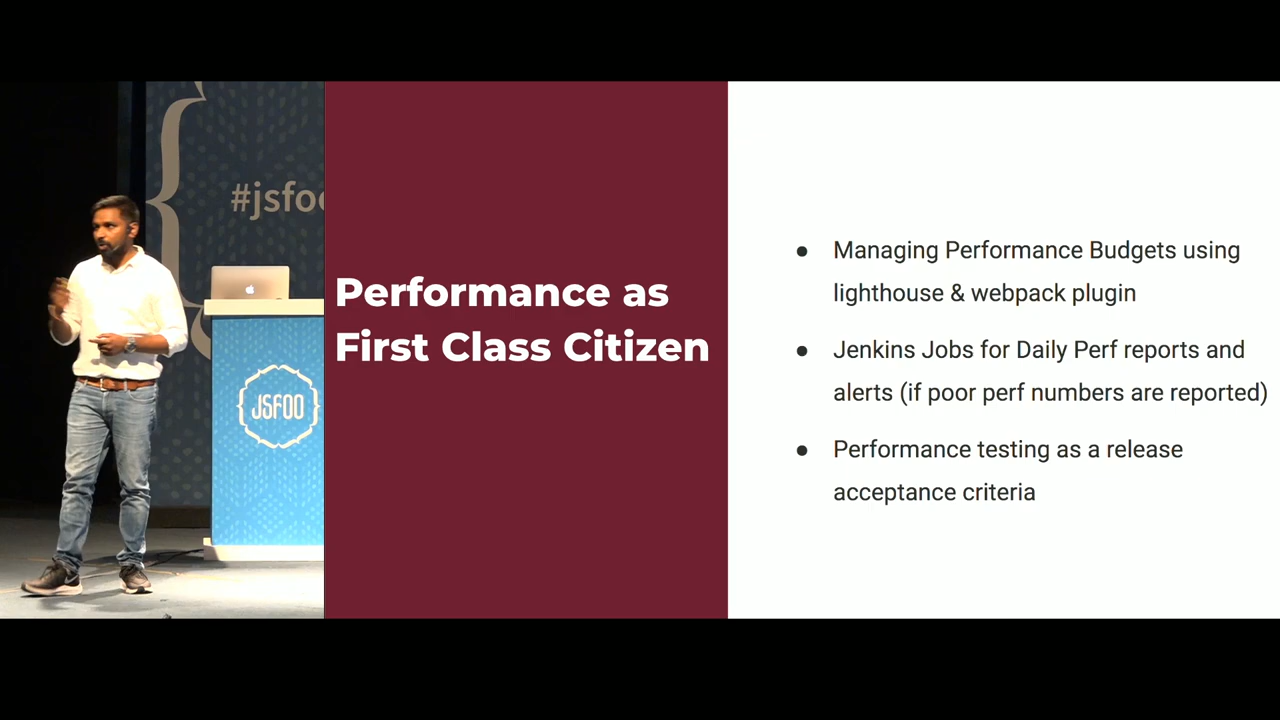 #jsfoo
JSFOO
Performance as
First Class Citizen
● Managing Performance Budgets using
lighthouse & webpack plugin
● Jenkins Jobs for Daily Perf reports and
alerts (if poor perf numbers are reported)
● Performance testing as a release
acceptance criteria